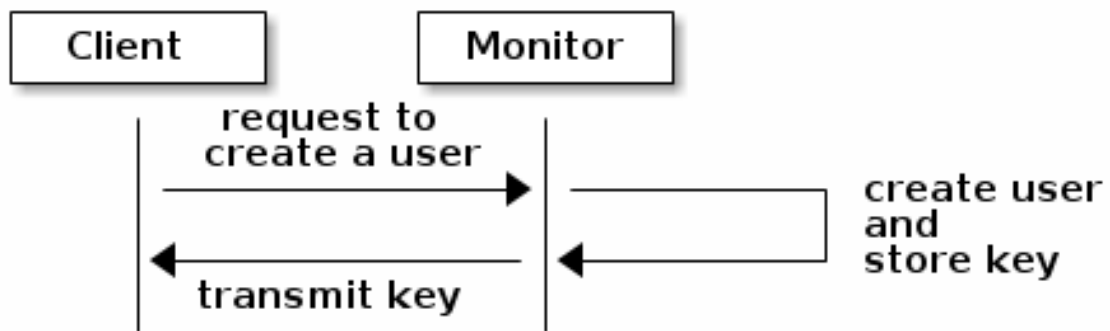 Client
Monitor
request to
create a user
create user
and
store key
transmit key